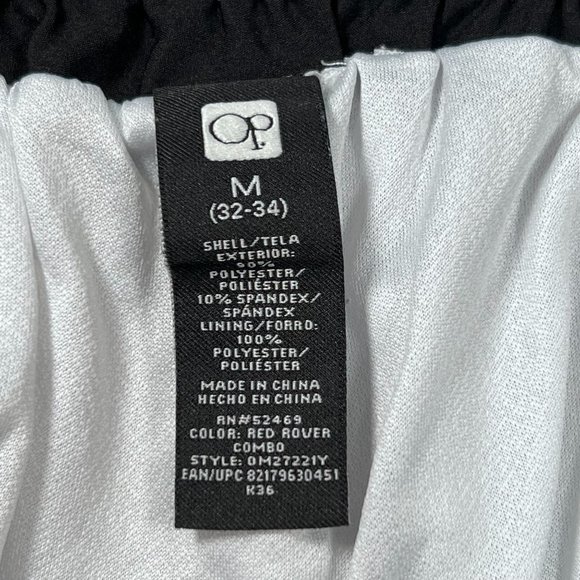 Op.
M
(32-34)
SHELL/TELA
EXTERIOR:
90%
POLYESTER/
POLIÉSTER
10% SPANDEX/
SPÁNDEX
LINING/FORRO:
100%
POLYESTER/
POLIÉSTER
MADE IN CHINA
HECHO EN CHINA
RN#52469
COLOR: RED ROVER
COMBO
STYLE: OM27221Y
EAN/UPC 82179630451
K36